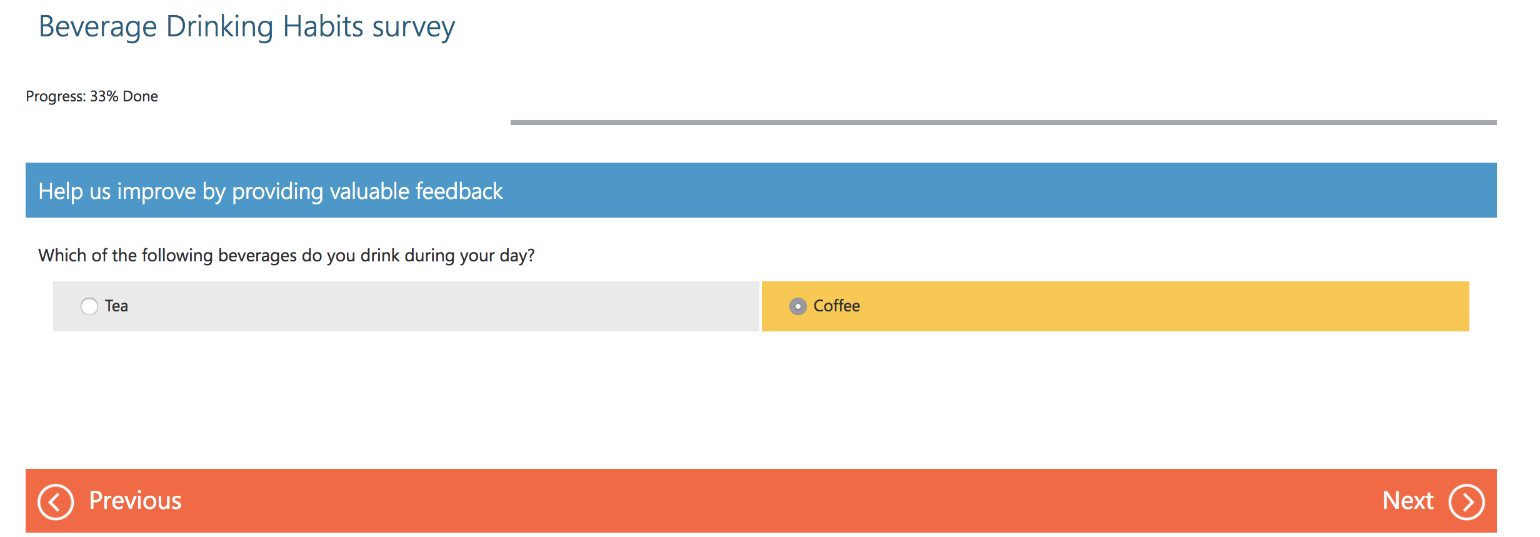 Beverage Drinking Habits survey
Progress: 33% Done
Help us improve by providing valuable feedback
Which of the following beverages do you drink during your day?
Tea
Coffee
Previous
Next